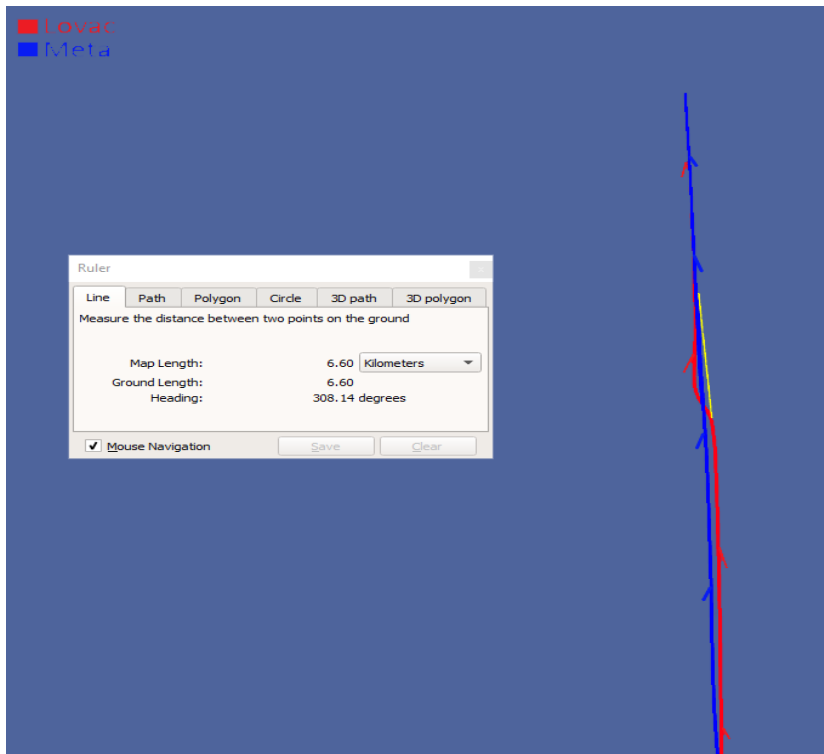 Lovac
Meta
Ruler
Line Path Polygon Circle 3D path 3D polygon
Measure the distance between two points on the ground
Map Length: 6.60 Kilometers
Ground Length: 6.60
Heading: 308.14 degrees
Mouse Navigation Save Clear